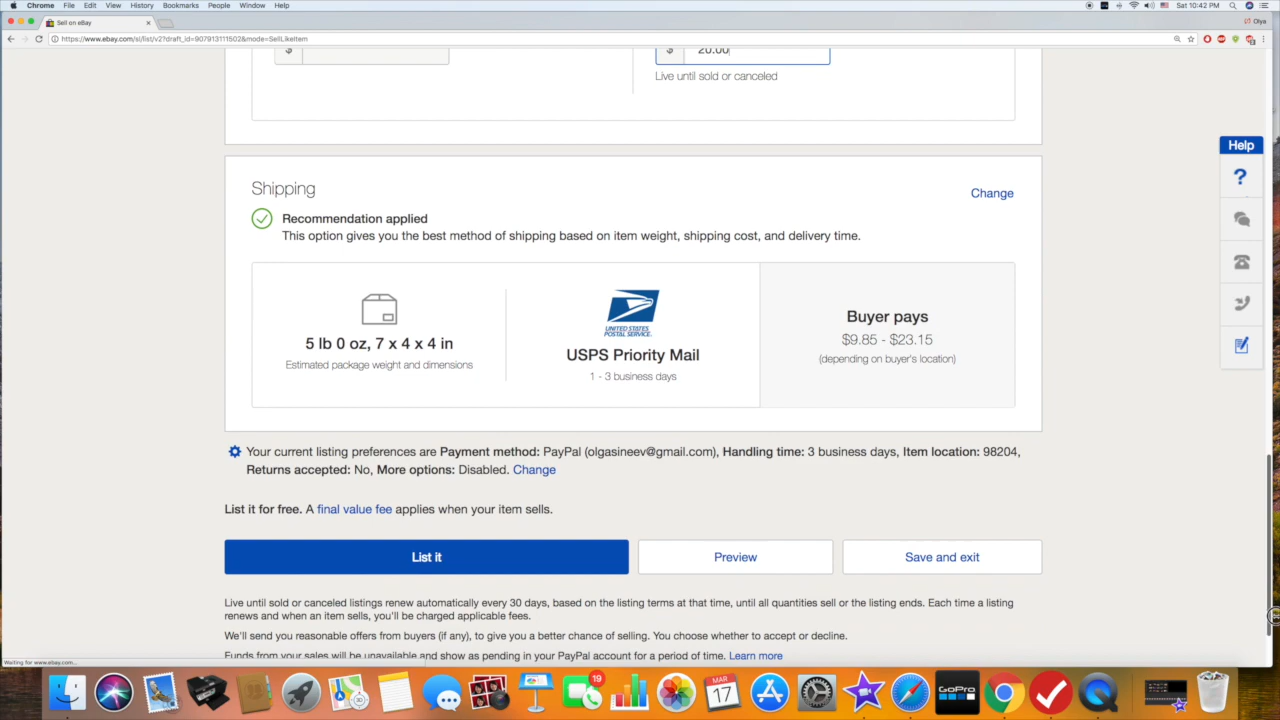 Chrome File Edit View History Bookmarks People Window Help Sat 10:42 PM
Sell on eBay Olya
https://www.ebay.com/sl/list/v2?draft_id=907913111502&mode=SellLikeItem
$ $ 20.00
Live until sold or canceled
Help
?
Shipping
Change
Recommendation applied
This option gives you the best method of shipping based on item weight, shipping cost, and delivery time.
UNITED STATES
POSTAL SERVICE.
Buyer pays
5 lb 0 oz, 7 x 4 x 4 in
$9.85 - $23.15
USPS Priority Mail
(depending on buyer's location)
Estimated package weight and dimensions
1 - 3 business days
Your current listing preferences are Payment method: PayPal (olgasineev@gmail.com), Handling time: 3 business days, Item location: 98204,
Returns accepted: No, More options: Disabled. Change
List it for free. A final value fee applies when your item sells.
List it Preview Save and exit
Live until sold or canceled listings renew automatically every 30 days, based on the listing terms at that time, until all quantities sell or the listing ends. Each time a listing
renews and when an item sells, you'll be charged applicable fees.
We'll send you reasonable offers from buyers (if any), to give you a better chance of selling. You choose whether to accept or decline.
Funds from your sales will be unavailable and show as pending in your PayPal account for a period of time. Learn more
Waiting for www.ebay.com...
19
MAR
17
GoPro